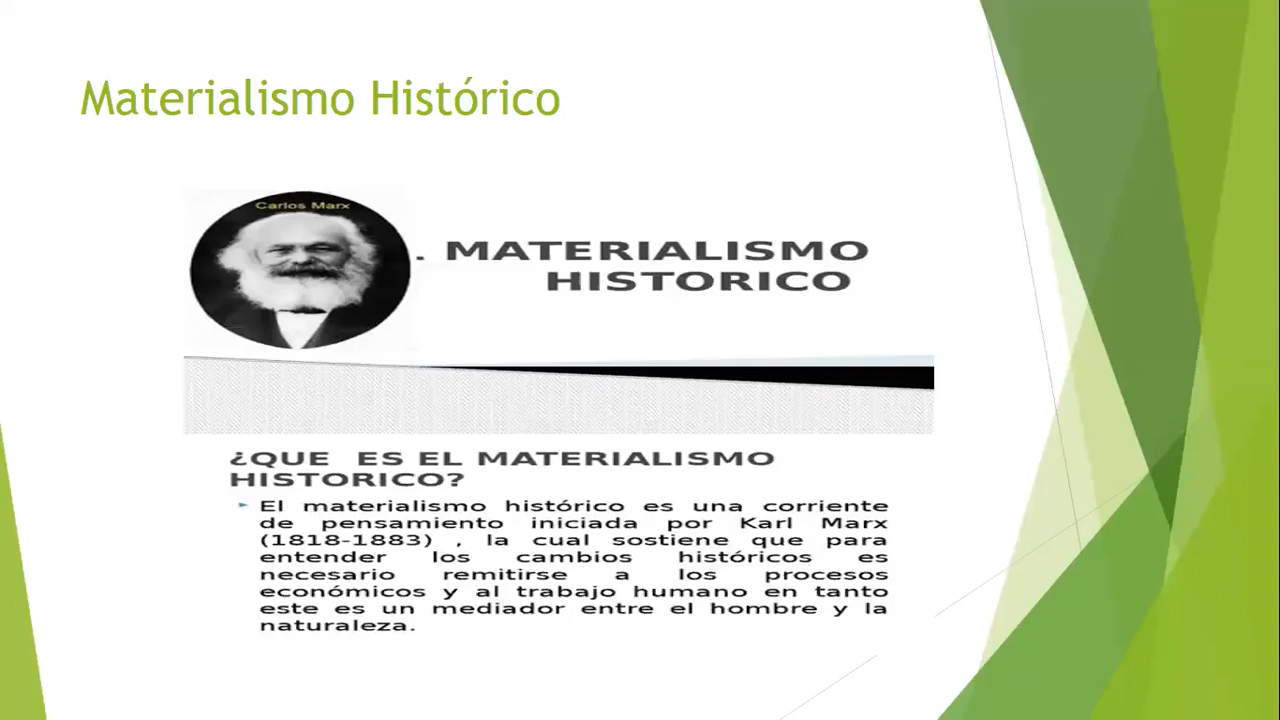 Materialismo Histórico
Carlos Marx
. MATERIALISMO
HISTORICO
¿QUE ES EL MATERIALISMO
HISTORICO?
El materialismo histórico es una corriente
de pensamiento iniciada por Karl Marx
(1818-1883) , la cual sostiene que para
entender los cambios históricos es
necesario remitirse a los procesos
económicos y al trabajo humano en tanto
este es un mediador entre el hombre y la
naturaleza.